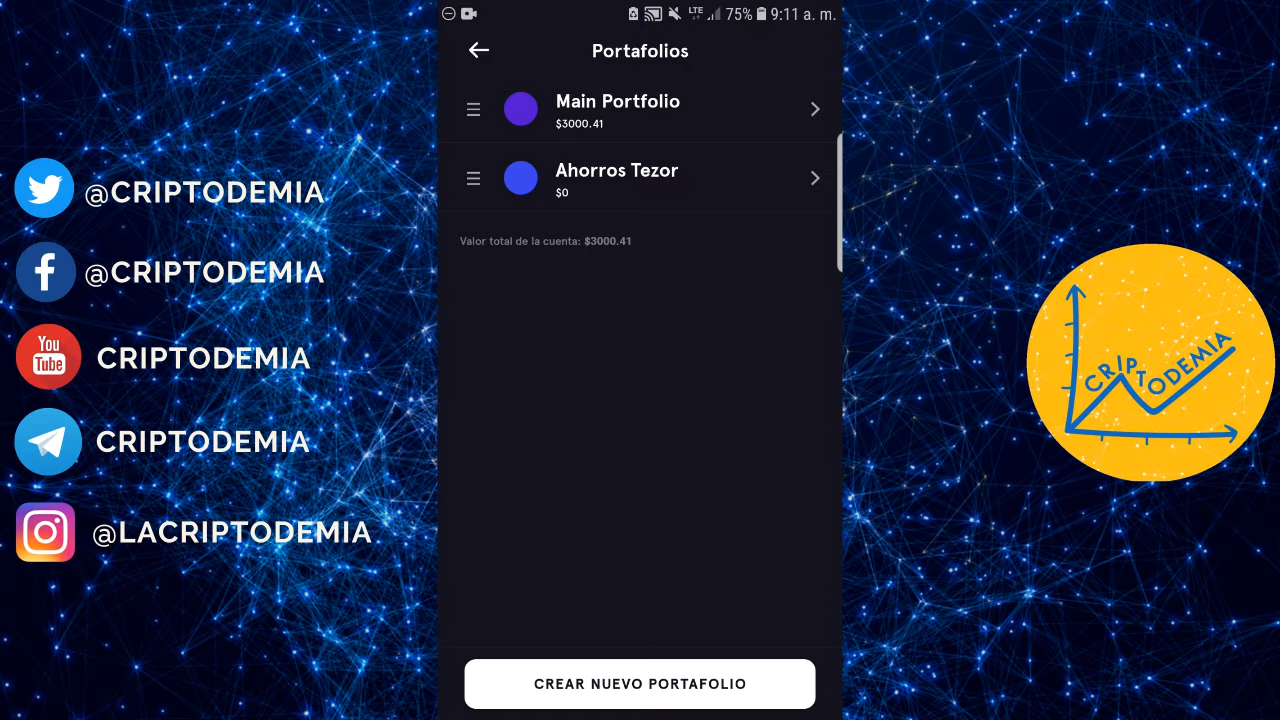 LTE 75% 9:11 a. m.
Portafolios
Main Portfolio
$3000.41
Ahorros Tezor
$0
Valor total de la cuenta: $3000.41
CREAR NUEVO PORTAFOLIO
@CRIPTODEMIA
@CRIPTODEMIA
You
Tube
CRIPTODEMIA
CRIPTODEMIA
@LACRIPTODEMIA
CRIPTODEMIA